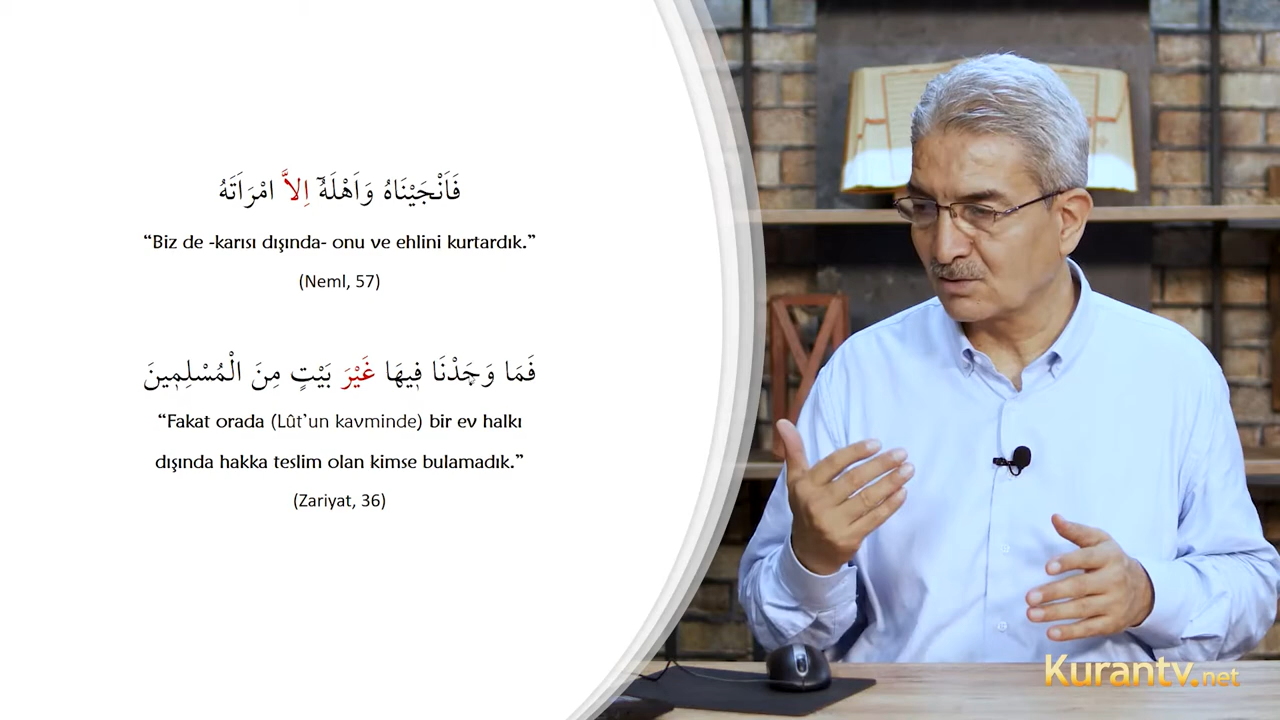 فَاَنْجَيْنَاهُ وَاَهْلَهُٓ اِلاَّ امْرَاَتَهُ
“Biz de -karısı dışında- onu ve ehlini kurtardık.”
(Neml, 57)
فَمَا وَجَدْنَا فٖيهَا غَيْرَ بَيْتٍ مِنَ الْمُسْلِمٖينَ
“Fakat orada (Lût’un kavminde) bir ev halkı
dışında hakka teslim olan kimse bulamadık.”
(Zariyat, 36)
Kurantv.net